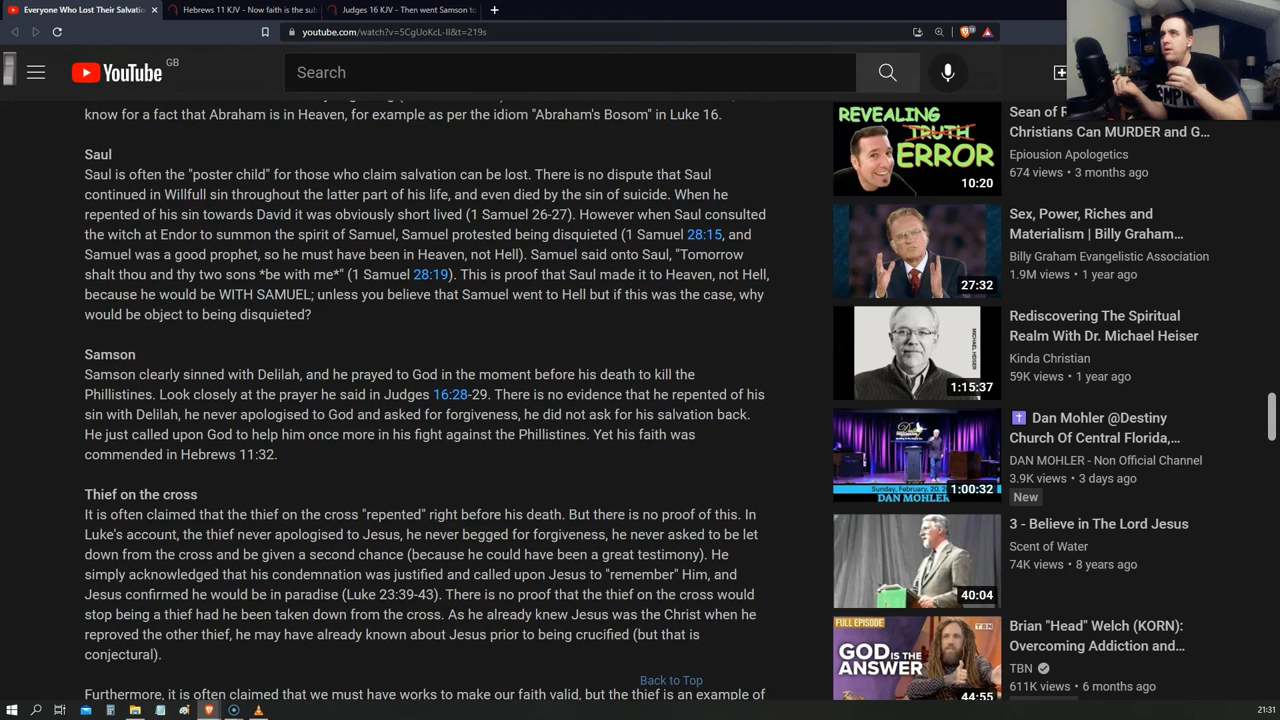 Everyone Who Lost Their Salvatio
Hebrews 11 KJV - Now faith is the sub
Judges 16 KJV - Then went Samson to
youtube.com/watch?v=5CgUoKcL-lI&t=219s
YouTube GB
Search
know for a fact that Abraham is in Heaven, for example as per the idiom "Abraham's Bosom" in Luke 16.
Saul
Saul is often the "poster child" for those who claim salvation can be lost. There is no dispute that Saul
continued in Willfull sin throughout the latter part of his life, and even died by the sin of suicide. When he
repented of his sin towards David it was obviously short lived (1 Samuel 26-27). However when Saul consulted
the witch at Endor to summon the spirit of Samuel, Samuel protested being disquieted (1 Samuel 28:15, and
Samuel was a good prophet, so he must have been in Heaven, not Hell). Samuel said onto Saul, "Tomorrow
shalt thou and thy two sons *be with me*" (1 Samuel 28:19). This is proof that Saul made it to Heaven, not Hell,
because he would be WITH SAMUEL; unless you believe that Samuel went to Hell but if this was the case, why
would be object to being disquieted?
Samson
Samson clearly sinned with Delilah, and he prayed to God in the moment before his death to kill the
Phillistines. Look closely at the prayer he said in Judges 16:28-29. There is no evidence that he repented of his
sin with Delilah, he never apologised to God and asked for forgiveness, he did not ask for his salvation back.
He just called upon God to help him once more in his fight against the Phillistines. Yet his faith was
commended in Hebrews 11:32.
Thief on the cross
It is often claimed that the thief on the cross "repented" right before his death. But there is no proof of this. In
Luke's account, the thief never apologised to Jesus, he never begged for forgiveness, he never asked to be let
down from the cross and be given a second chance (because he could have been a great testimony). He
simply acknowledged that his condemnation was justified and called upon Jesus to "remember" Him, and
Jesus confirmed he would be in paradise (Luke 23:39-43). There is no proof that the thief on the cross would
stop being a thief had he been taken down from the cross. As he already knew Jesus was the Christ when he
reproved the other thief, he may have already known about Jesus prior to being crucified (but that is
conjectural).
Back to Top
Furthermore, it is often claimed that we must have works to make our faith valid, but the thief is an example of
REVEALING
TRUTH
ERROR
10:20
Sean of
Christians Can MURDER and G...
Epiousion Apologetics
674 views • 3 months ago
27:32
Sex, Power, Riches and
Materialism | Billy Graham...
Billy Graham Evangelistic Association
1.9M views • 1 year ago
1:15:37
Rediscovering The Spiritual
Realm With Dr. Michael Heiser
Kinda Christian
59K views • 1 year ago
Sunday, February, 20,
DAN MOHLER
1:00:32
✝️ Dan Mohler @Destiny
Church Of Central Florida,...
DAN MOHLER - Non Official Channel
3.9K views • 3 days ago
New
40:04
3 - Believe in The Lord Jesus
Scent of Water
74K views • 8 years ago
FULL EPISODE
TBN
GOD IS THE
ANSWER
44:55
Brian "Head" Welch (KORN):
Overcoming Addiction and...
TBN
611K views • 6 months ago
21:31